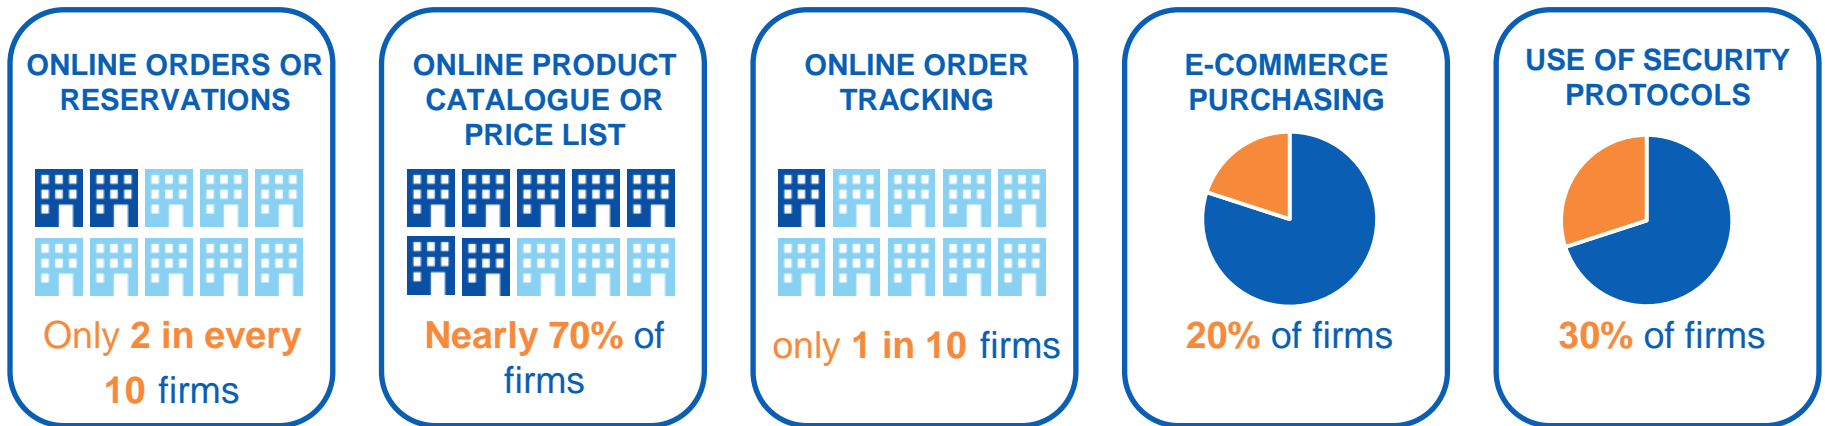 ONLINE ORDERS OR
RESERVATIONS
Only 2 in every
10 firms
ONLINE PRODUCT
CATALOGUE OR
PRICE LIST
Nearly 70% of
firms
ONLINE ORDER
TRACKING
only 1 in 10 firms
E-COMMERCE
PURCHASING
20% of firms
USE OF SECURITY
PROTOCOLS
30% of firms